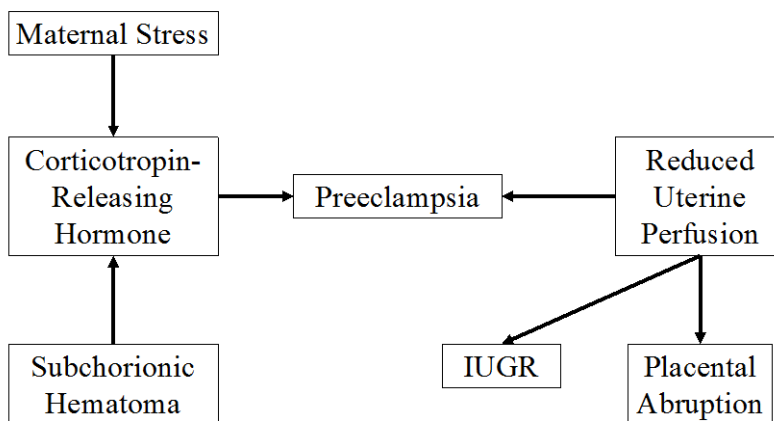 Maternal Stress
Corticotropin-
Releasing
Hormone
Preeclampsia
Reduced
Uterine
Perfusion
Subchorionic
Hematoma
IUGR
Placental
Abruption